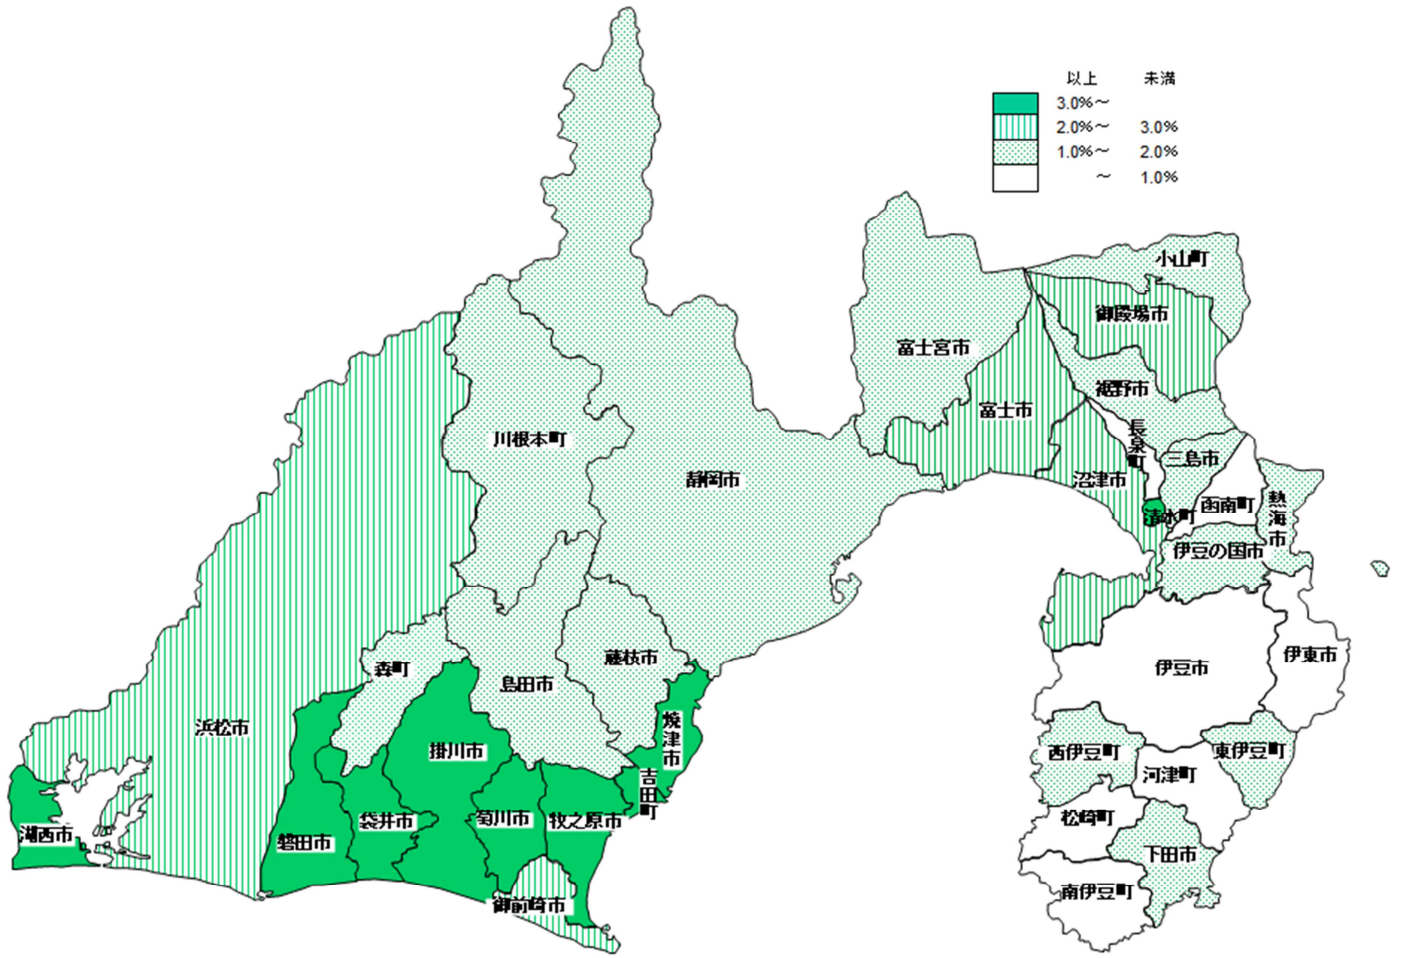 以上 未満
3.0%～
2.0%～ 3.0%
1.0%～ 2.0%
～ 1.0%
小山町
御殿場市
富士宮市
裾野市
富士市
長泉町
川根本町
三島市
静岡市
沼津市
函南町
熱海市
清水町
伊豆の国市
藤枝市
伊東市
森町
伊豆市
島田市
浜松市
焼津市
掛川市
西伊豆町
東伊豆町
河津町
吉田町
松崎町
袋井市
菊川市
牧之原市
湖西市
磐田市
下田市
南伊豆町
御前崎市